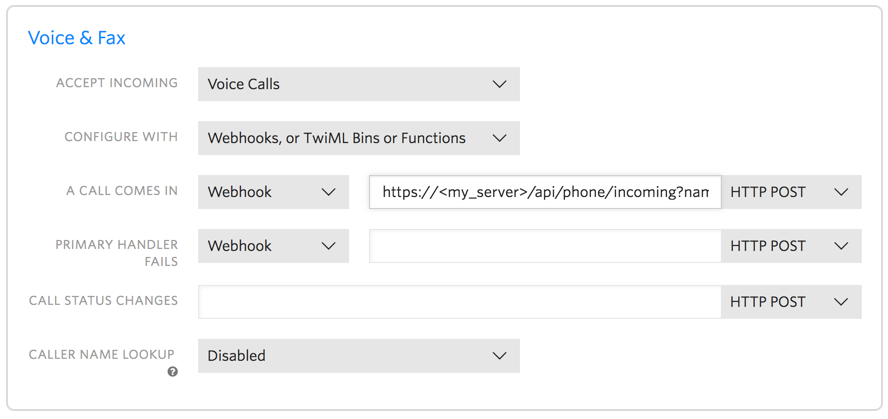 Voice & Fax
ACCEPT INCOMING
Voice Calls
CONFIGURE WITH
Webhooks, or TwiML Bins or Functions
A CALL COMES IN
Webhook
https://<my_server>/api/phone/incoming?nam
HTTP POST
PRIMARY HANDLER
FAILS
Webhook
HTTP POST
CALL STATUS CHANGES
HTTP POST
CALLER NAME LOOKUP
?
Disabled